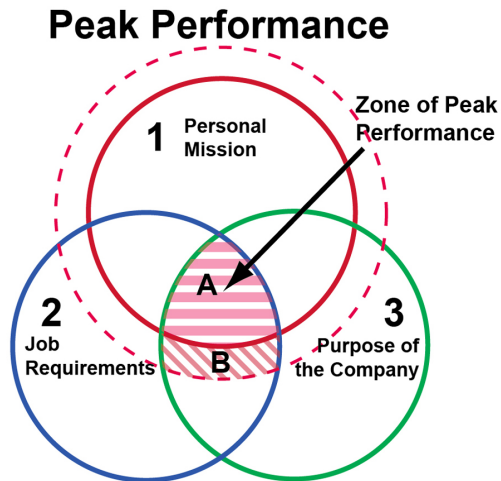 Peak Performance
Zone of Peak
Performance
1
Personal
Mission
A
2
Job
Requirements
3
Purpose of
the Company
B